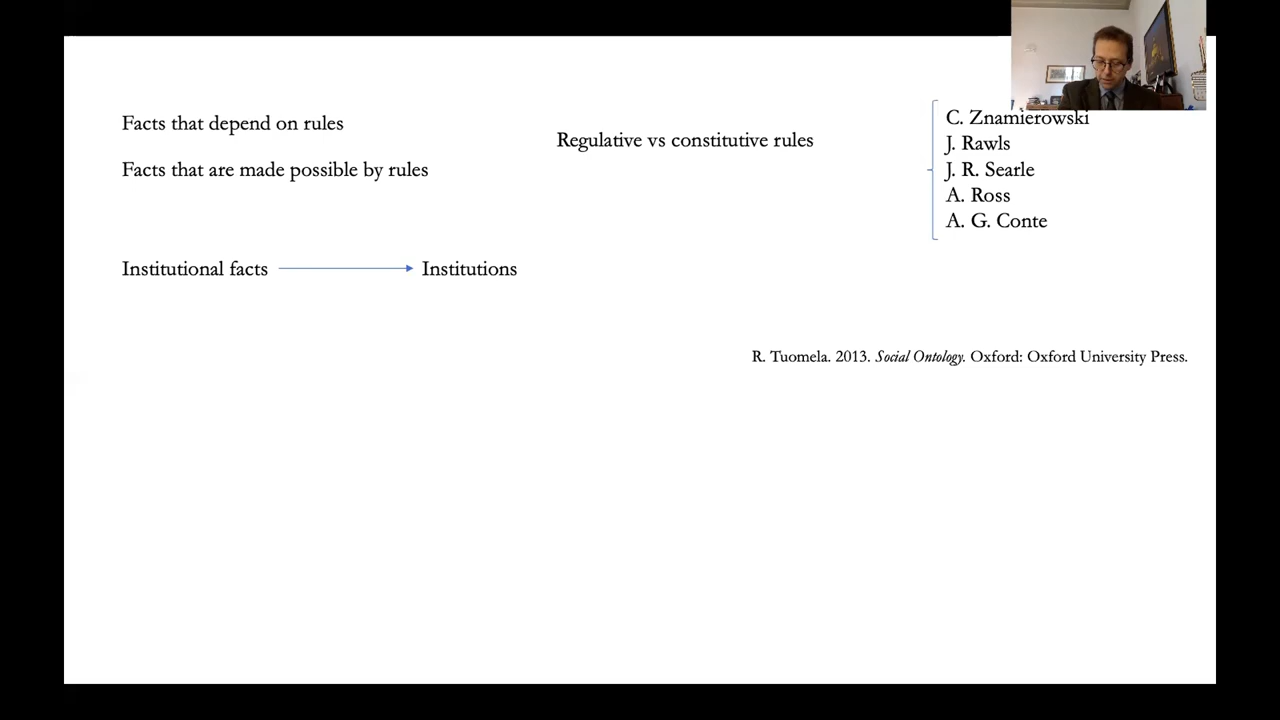 Facts that depend on rules
Facts that are made possible by rules
Regulative vs constitutive rules
C. Znamierowski
J. Rawls
J. R. Searle
A. Ross
A. G. Conte
Institutional facts
Institutions
R. Tuomela. 2013. Social Ontology. Oxford: Oxford University Press.